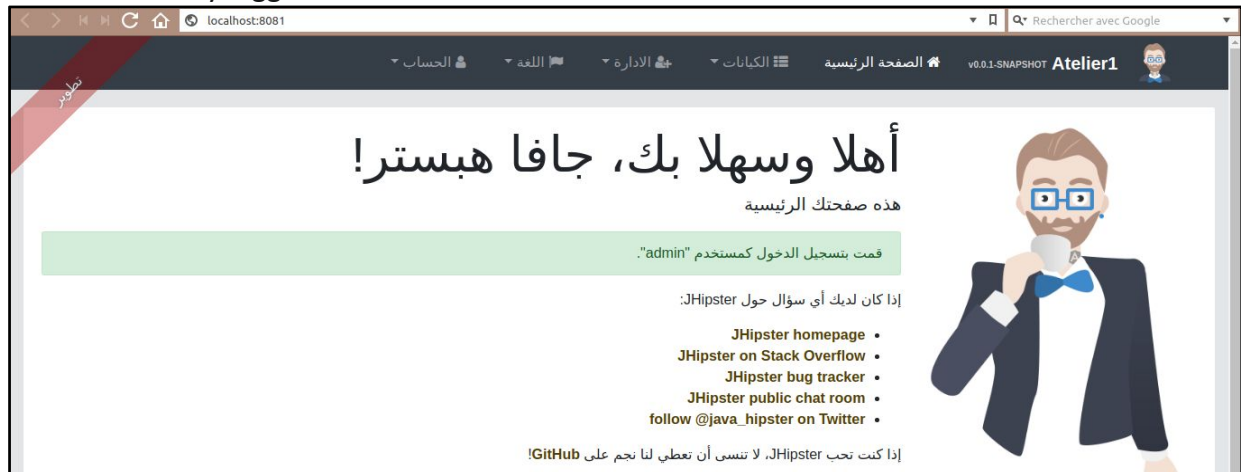 localhost:8081
Rechercher avec Google
Atelier1 v0.0.1-SNAPSHOT
الصفحة الرئيسية
الكيانات
الادارة
اللغة
الحساب
تطوير
أهلا وسهلا بك، جافا هبستر!
هذه صفحتك الرئيسية
قمت بتسجيل الدخول كمستخدم "admin".
إذا كان لديك أي سؤال حول JHipster:
JHipster homepage
JHipster on Stack Overflow
JHipster bug tracker
JHipster public chat room
follow @java_hipster on Twitter
إذا كنت تحب JHipster، لا تنسى أن تعطي لنا نجم على GitHub!